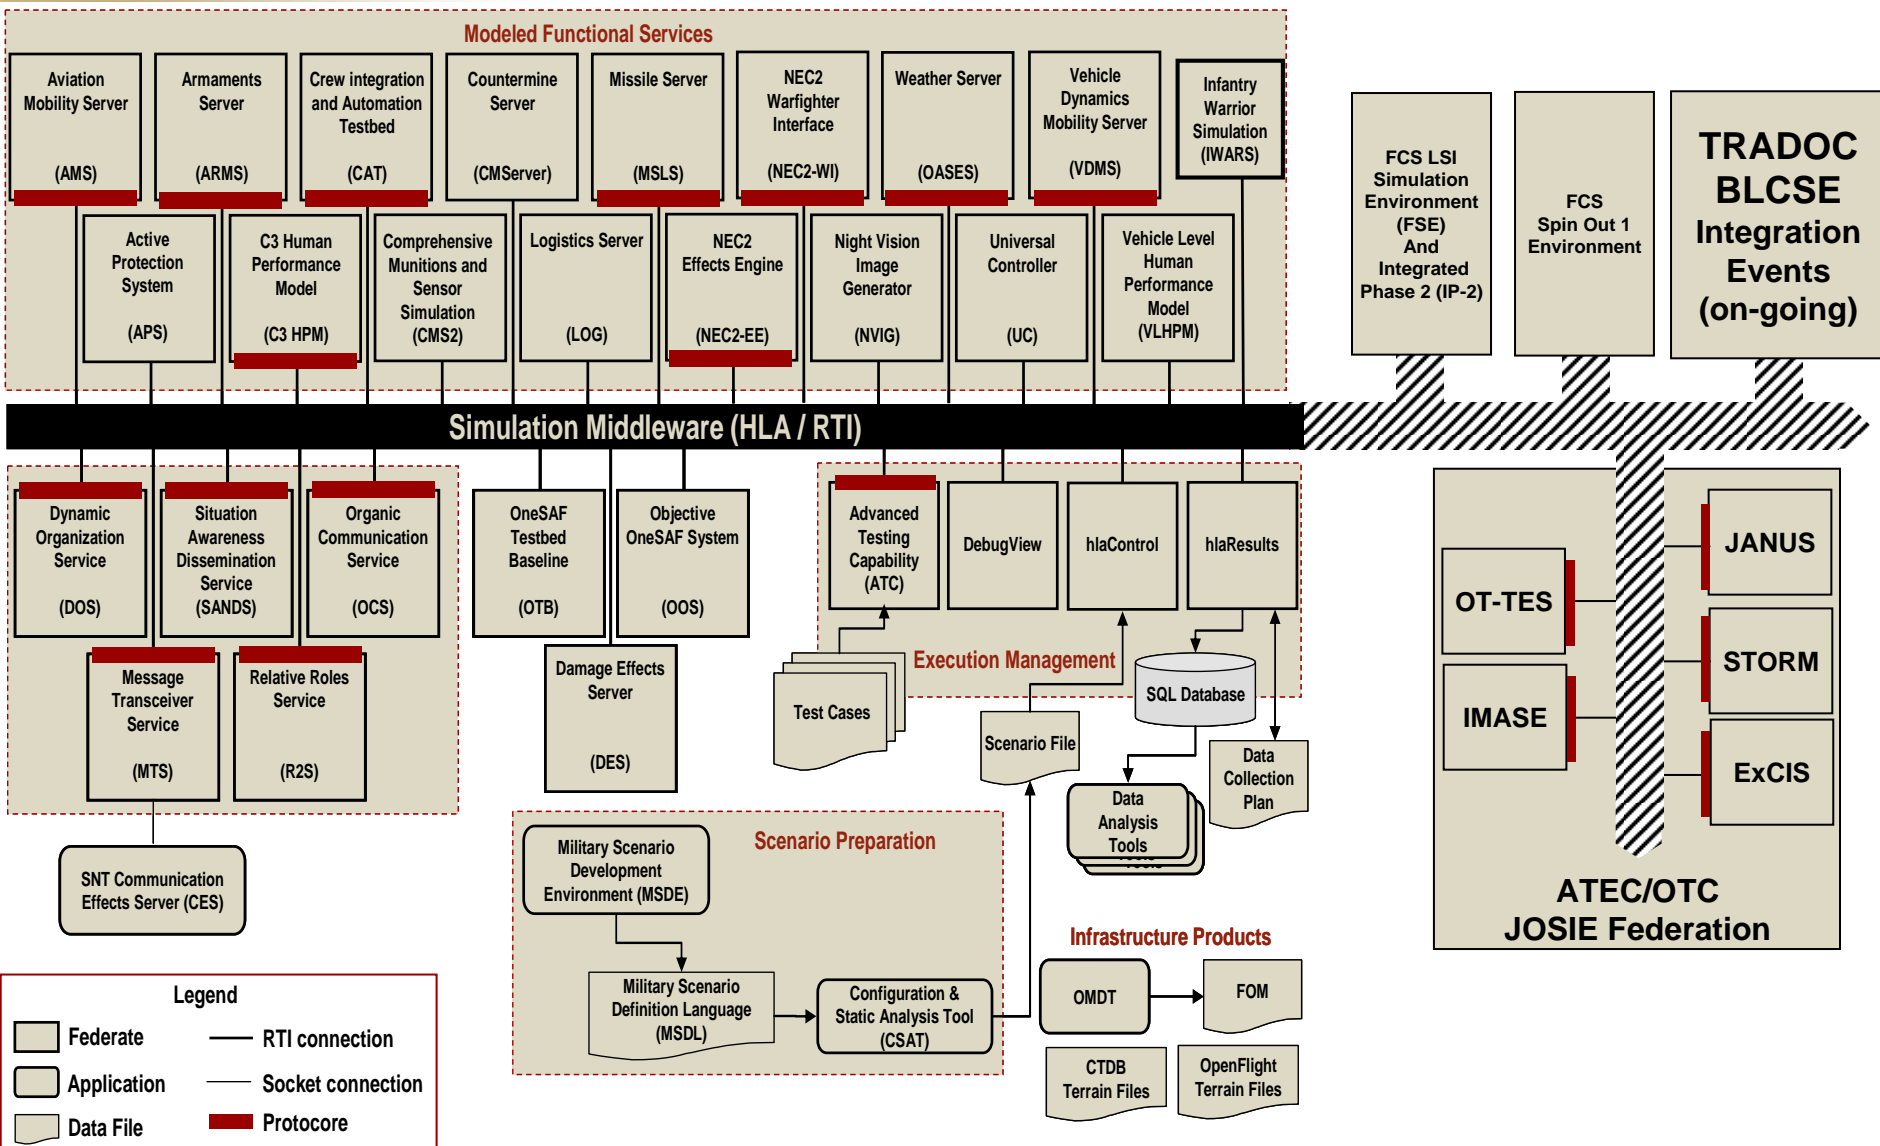 Modeled Functional Services
Aviation
Mobility Server
(AMS)
Armaments
Server
(ARMS)
Crew integration
and Automation
Testbed
(CAT)
Countermine
Server
(CMServer)
Missile Server
(MSLS)
NEC2
Warfighter
Interface
(NEC2-WI)
Weather Server
(OASES)
Vehicle
Dynamics
Mobility Server
(VDMS)
Infantry
Warrior
Simulation
(IWARS)
Active
Protection
System
(APS)
C3 Human
Performance
Model
(C3 HPM)
Comprehensive
Munitions and
Sensor
Simulation
(CMS2)
Logistics Server
(LOG)
NEC2
Effects Engine
(NEC2-EE)
Night Vision
Image
Generator
(NVIG)
Universal
Controller
(UC)
Vehicle Level
Human
Performance
Model
(VLHPM)
FCS LSI
Simulation
Environment
(FSE)
And
Integrated
Phase 2 (IP-2)
FCS
Spin Out 1
Environment
TRADOC
BLCSE
Integration
Events
(on-going)
Simulation Middleware (HLA / RTI)
Dynamic
Organization
Service
(DOS)
Situation
Awareness
Dissemination
Service
(SANDS)
Organic
Communication
Service
(OCS)
Message
Transceiver
Service
(MTS)
Relative Roles
Service
(R2S)
SNT Communication
Effects Server (CES)
OneSAF
Testbed
Baseline
(OTB)
Objective
OneSAF System
(OOS)
Damage Effects
Server
(DES)
Advanced
Testing
Capability
(ATC)
DebugView
hlaControl
hlaResults
Execution Management
Test Cases
Scenario File
SQL Database
Data
Collection
Plan
Data
Analysis
Tools
Tools
Tools
Scenario Preparation
Military Scenario
Development
Environment (MSDE)
Military Scenario
Definition Language
(MSDL)
Configuration &
Static Analysis Tool
(CSAT)
Infrastructure Products
OMDT
FOM
CTDB
Terrain Files
OpenFlight
Terrain Files
OT-TES
IMASE
JANUS
STORM
ExCIS
ATEC/OTC
JOSIE Federation
Legend
Federate
RTI connection
Application
Socket connection
Data File
Protocore